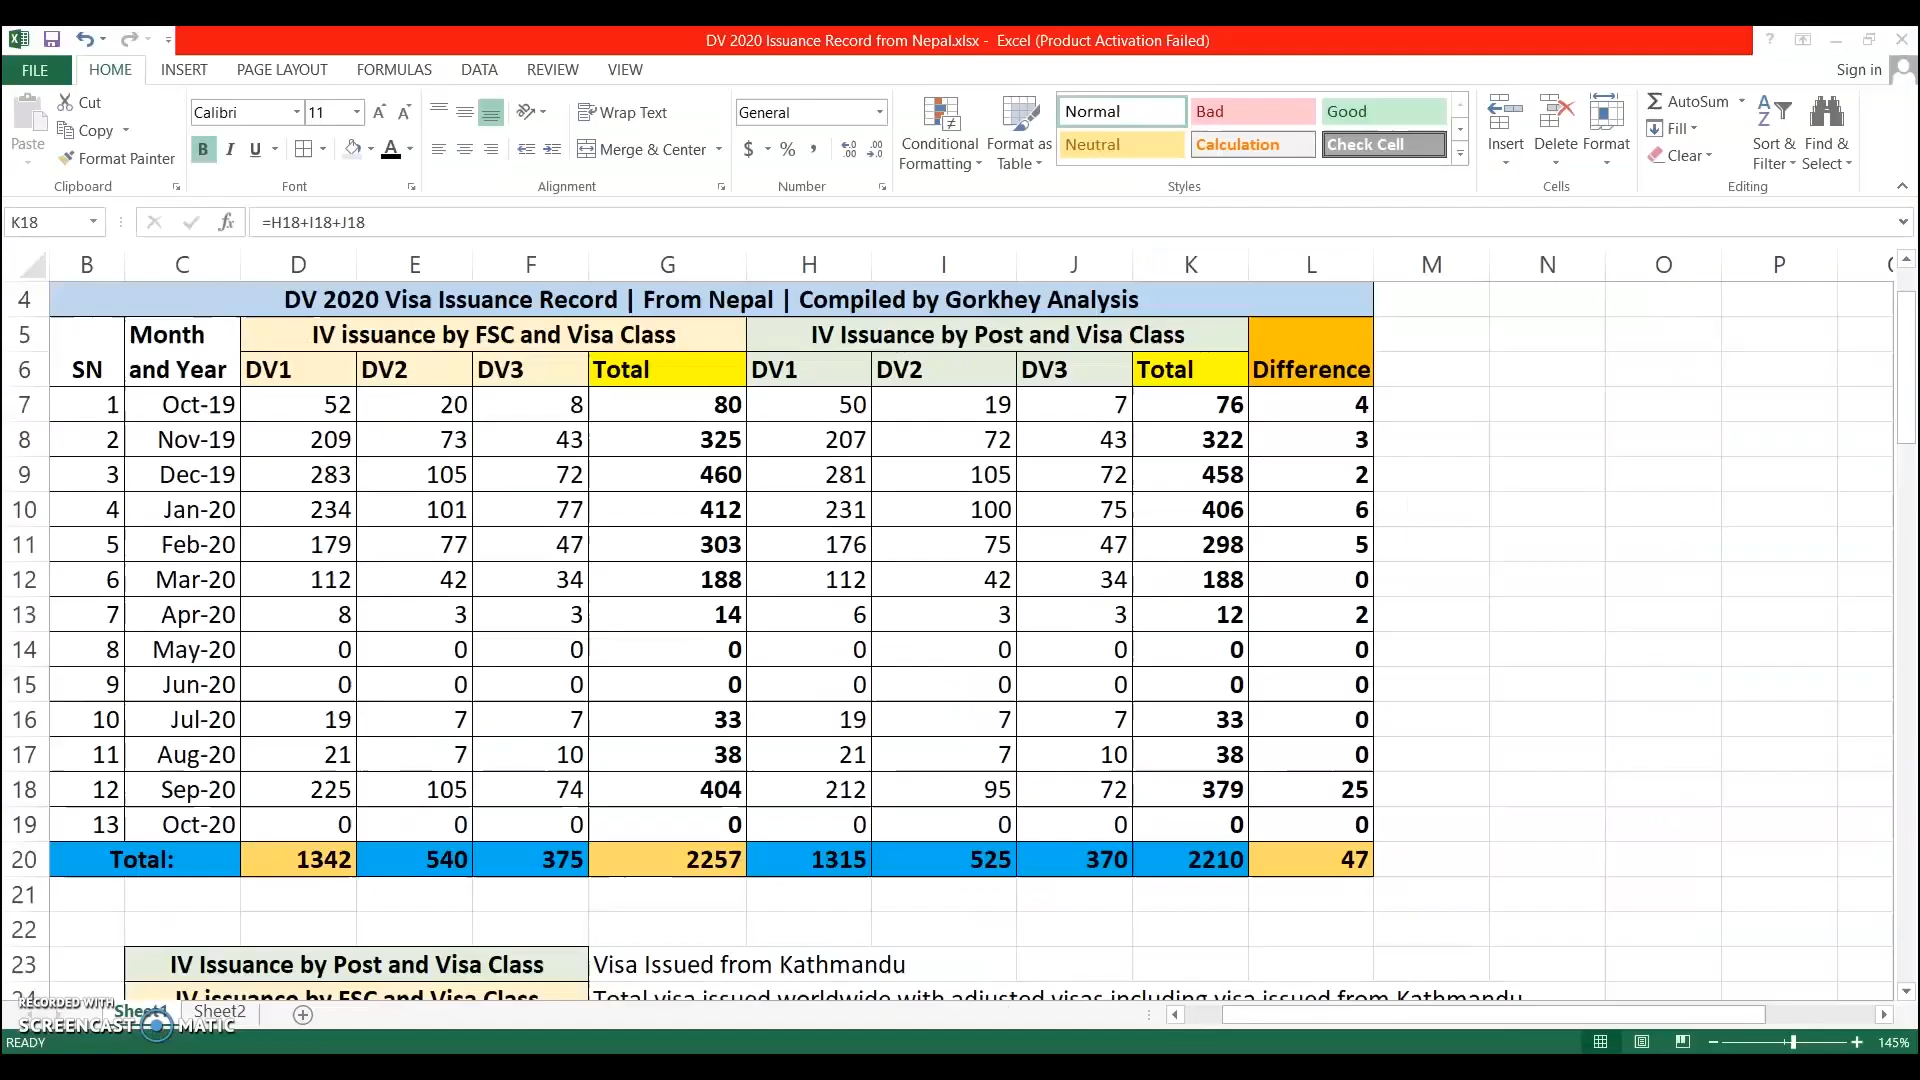 DV 2020 Issuance Record from Nepal.xlsx - Excel (Product Activation Failed)
FILE HOME INSERT PAGE LAYOUT FORMULAS DATA REVIEW VIEW Sign in
Paste
Cut
Copy
Format Painter
Clipboard
Calibri 11
B I U A
Font
Wrap Text
Merge & Center
Alignment
General
$ % ,
Number
Conditional Formatting
Format as Table
Normal Bad Good
Neutral Calculation Check Cell
Styles
Insert Delete Format
Cells
AutoSum
Fill
Clear
Sort & Filter
Find & Select
Editing
K18 fx =H18+I18+J18
B C D E F G H I J K L M N O P
4 DV 2020 Visa Issuance Record | From Nepal | Compiled by Gorkhey Analysis
5 Month IV issuance by FSC and Visa Class IV Issuance by Post and Visa Class
6 SN and Year DV1 DV2 DV3 Total DV1 DV2 DV3 Total Difference
7 1 Oct-19 52 20 8 80 50 19 7 76 4
8 2 Nov-19 209 73 43 325 207 72 43 322 3
9 3 Dec-19 283 105 72 460 281 105 72 458 2
10 4 Jan-20 234 101 77 412 231 100 75 406 6
11 5 Feb-20 179 77 47 303 176 75 47 298 5
12 6 Mar-20 112 42 34 188 112 42 34 188 0
13 7 Apr-20 8 3 3 14 6 3 3 12 2
14 8 May-20 0 0 0 0 0 0 0 0 0
15 9 Jun-20 0 0 0 0 0 0 0 0 0
16 10 Jul-20 19 7 7 33 19 7 7 33 0
17 11 Aug-20 21 7 10 38 21 7 10 38 0
18 12 Sep-20 225 105 74 404 212 95 72 379 25
19 13 Oct-20 0 0 0 0 0 0 0 0 0
20 Total: 1342 540 375 2257 1315 525 370 2210 47
21
22
23 IV Issuance by Post and Visa Class Visa Issued from Kathmandu
24 IV issuance by FSC and Visa Class Total visa issued worldwide with adjusted visas including visa issued from Kathmandu
RECORDED WITH
SCREENCAST MATIC
Sheet1 Sheet2
READY 145%